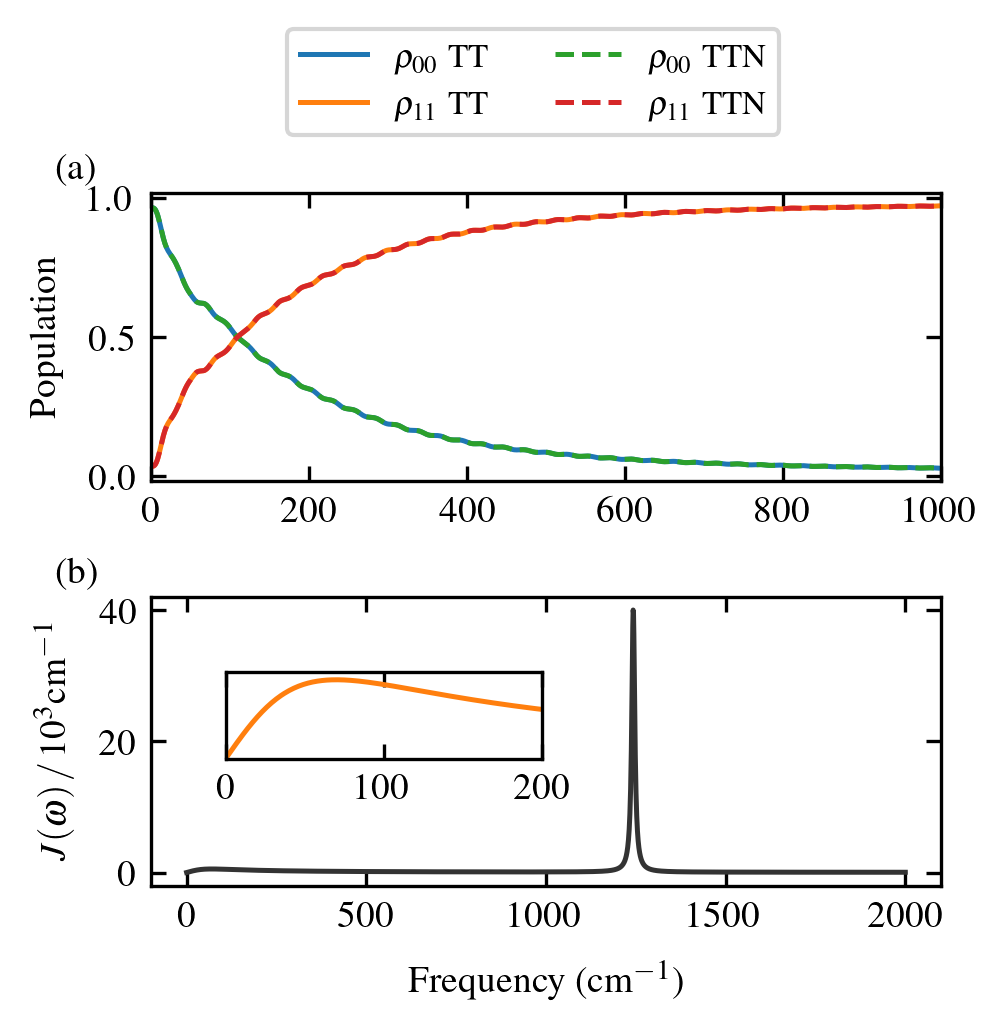 ρ₀₀ TT ρ₀₀ TTN
ρ₁₁ TT ρ₁₁ TTN
(a)
1.0
0.5
0.0
Population
0 200 400 600 800 1000
(b)
40
20
0
J(ω) / 10³cm⁻¹
0 100 200
0 500 1000 1500 2000
Frequency (cm⁻¹)